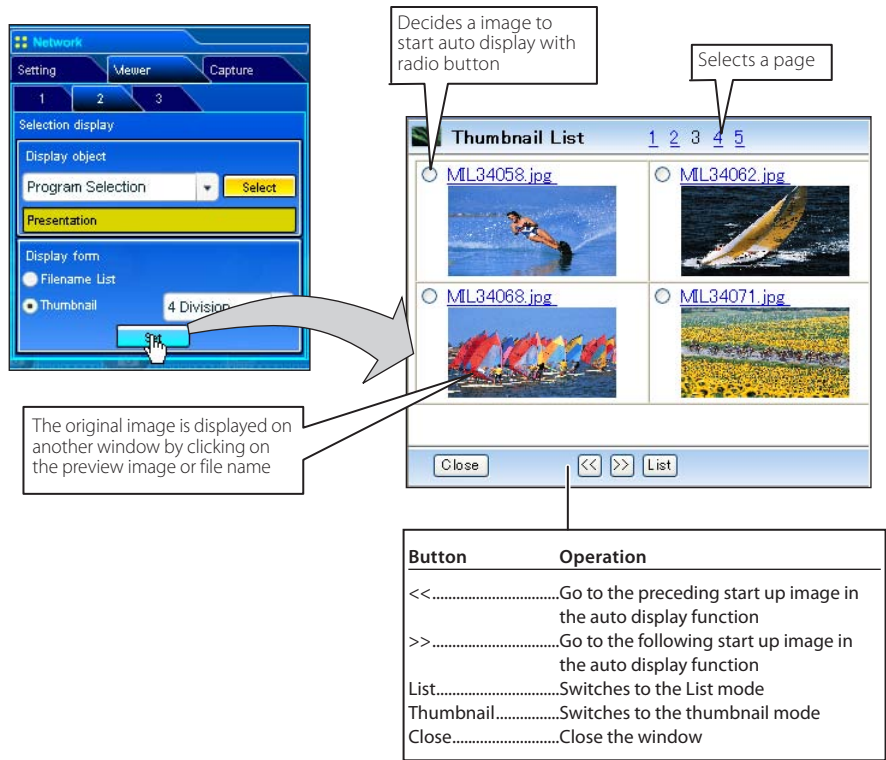 Network
Setting Viewer Capture
1 2 3
Selection display
Display object
Program Selection Select
Presentation
Display form
Filename List
Thumbnail 4 Division
Set
Decides a image to
start auto display with
radio button
Selects a page
Thumbnail List 1 2 3 4 5
MIL34058.jpg MIL34062.jpg
MIL34068.jpg MIL34071.jpg
Close << >> List
The original image is displayed on
another window by clicking on
the preview image or file name
Button Operation
<<................................Go to the preceding start up image in
the auto display function
>>................................Go to the following start up image in
the auto display function
List...............................Switches to the List mode
Thumbnail................Switches to the thumbnail mode
Close...........................Close the window